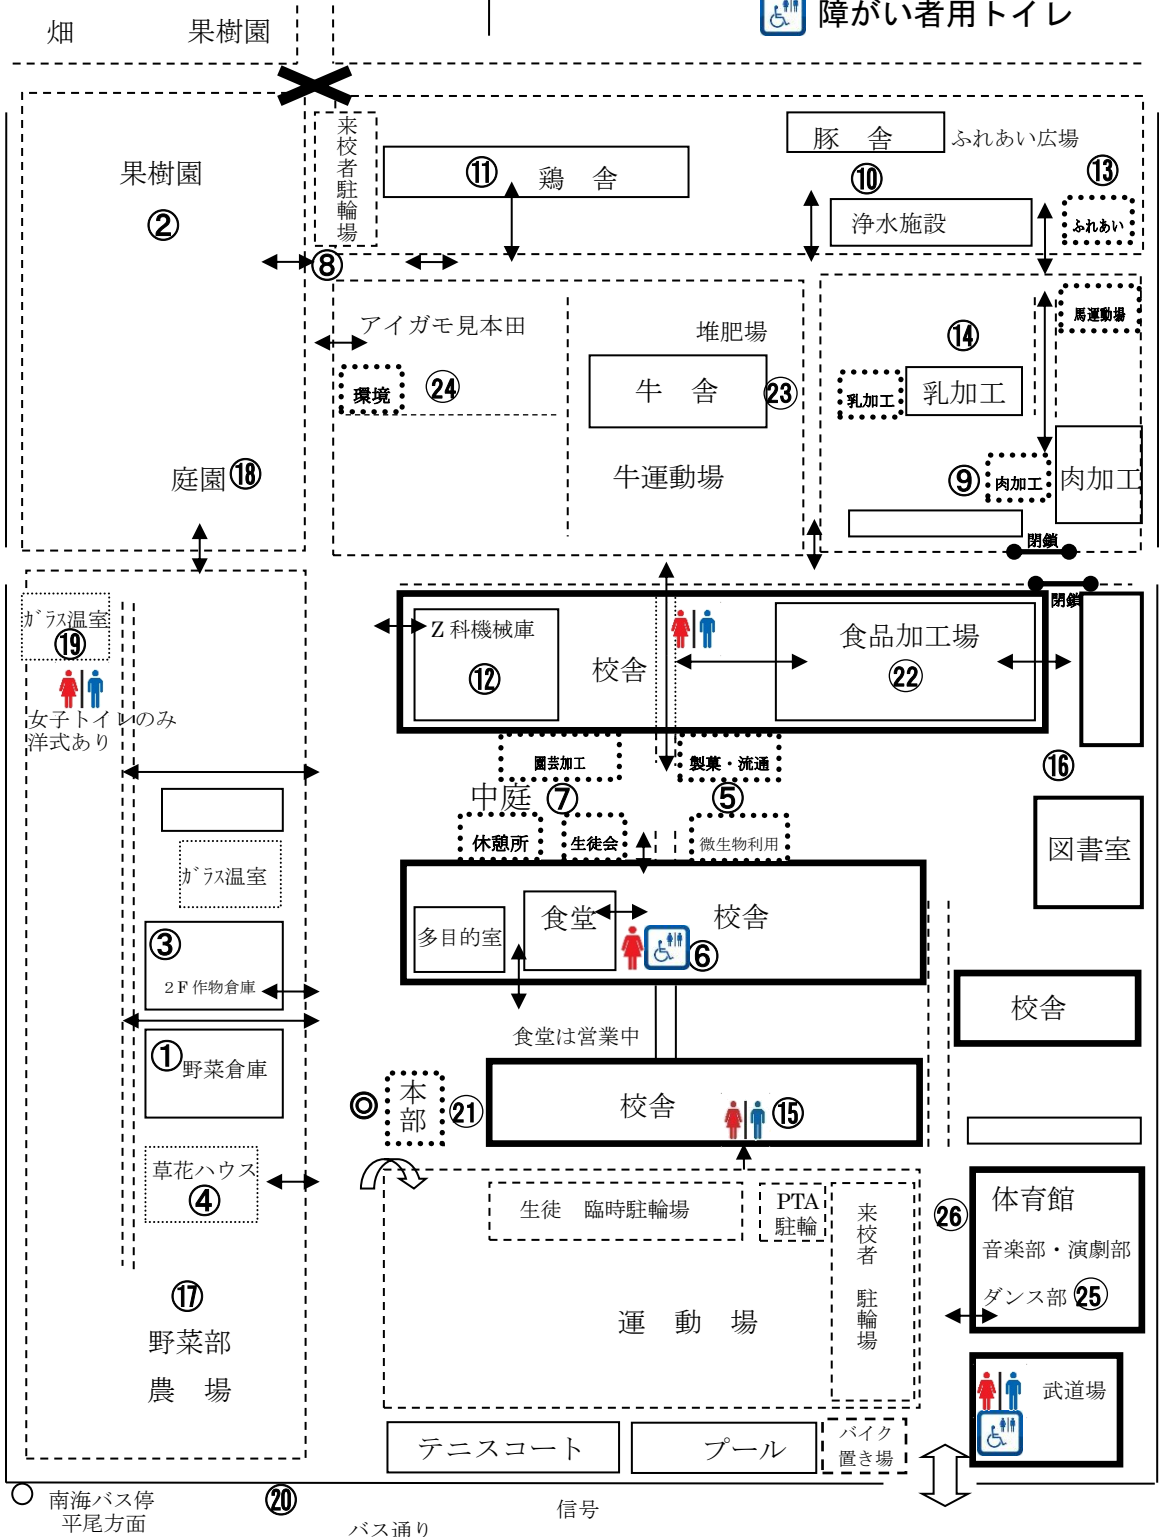 畑
果樹園
障がい者用トイレ
果樹園
②
来校者駐輪場
⑪
鶏　舎
豚　舎
ふれあい広場
⑩
⑬
浄水施設
ふれあい
⑧
アイガモ見本田
環境
㉔
堆肥場
牛　舎
㉓
牛運動場
馬運動場
⑭
乳加工
乳加工
⑨
肉加工
肉加工
閉鎖
閉鎖
庭園
⑱
ｶﾞﾗｽ温室
⑲
女子トイレのみ
洋式あり
Z 科機械庫
⑫
校舎
食品加工場
㉒
園芸加工
製菓・流通
⑯
中庭
⑦
⑤
休憩所
生徒会
微生物利用
図書室
ｶﾞﾗｽ温室
③
２F 作物倉庫
多目的室
食堂
校舎
⑥
食堂は営業中
校舎
①
野菜倉庫
本部
㉑
校舎
⑮
草花ハウス
④
生徒　臨時駐輪場
PTA
駐輪
来校者　駐輪場
㉖
体育館
音楽部・演劇部
ダンス部
㉕
⑰
野菜部
農　場
運　動　場
武道場
テニスコート
プール
バイク
置き場
南海バス停
平尾方面
⑳
信号
バス通り